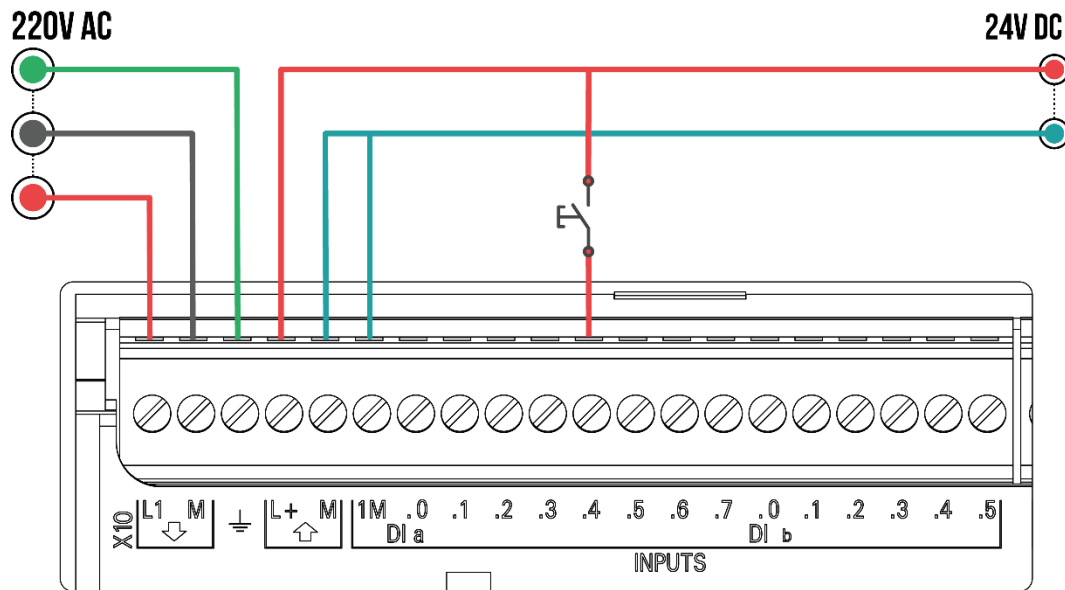 220V AC
24V DC
X10
L1 M L+ M 1M .0 .1 .2 .3 .4 .5 .6 .7 .0 .1 .2 .3 .4 .5
DI a DI b
INPUTS